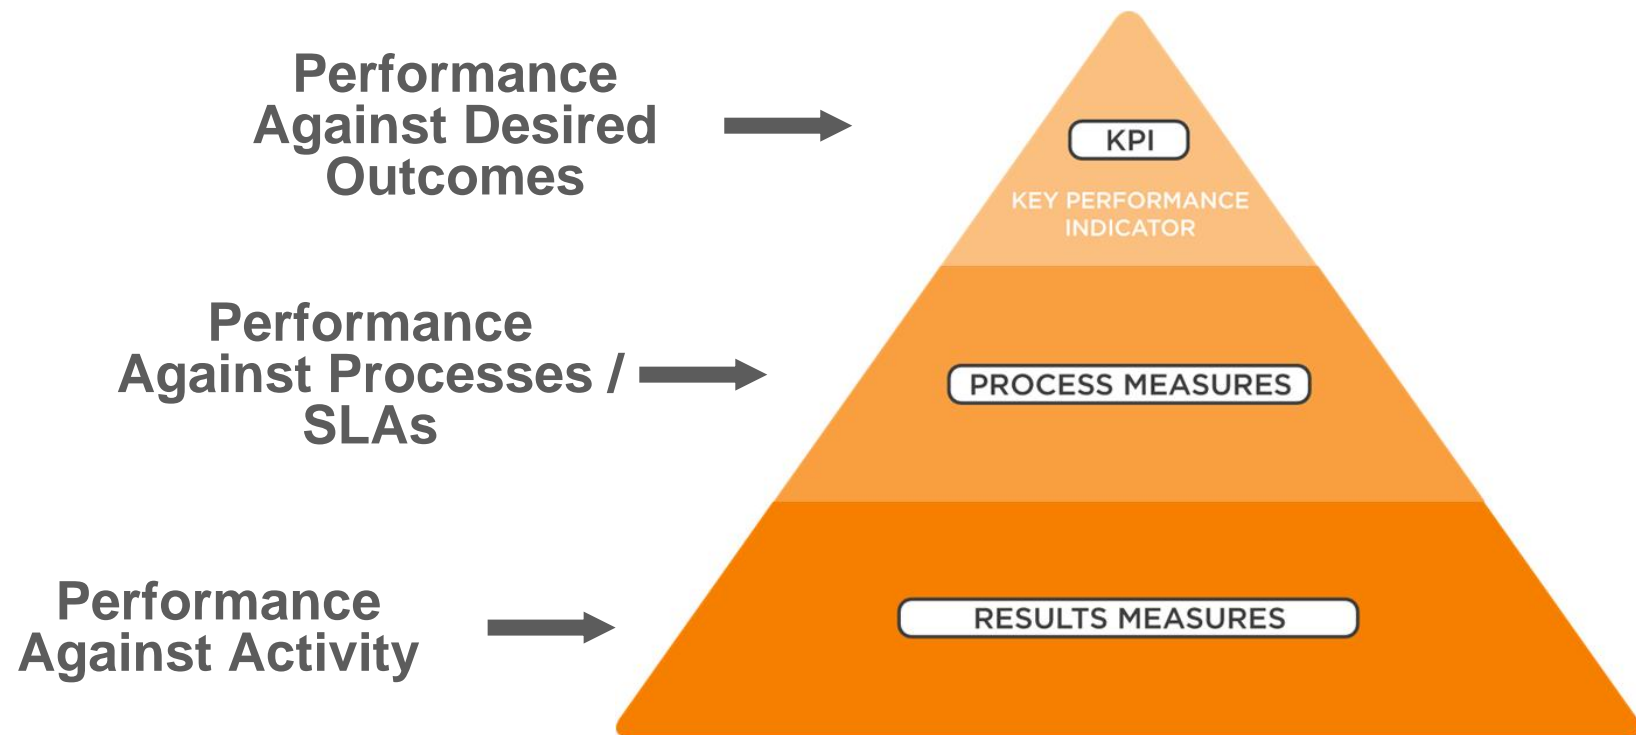 Performance
Against Desired
Outcomes
KPI
KEY PERFORMANCE
INDICATOR
Performance
Against Processes /
SLAs
PROCESS MEASURES
Performance
Against Activity
RESULTS MEASURES